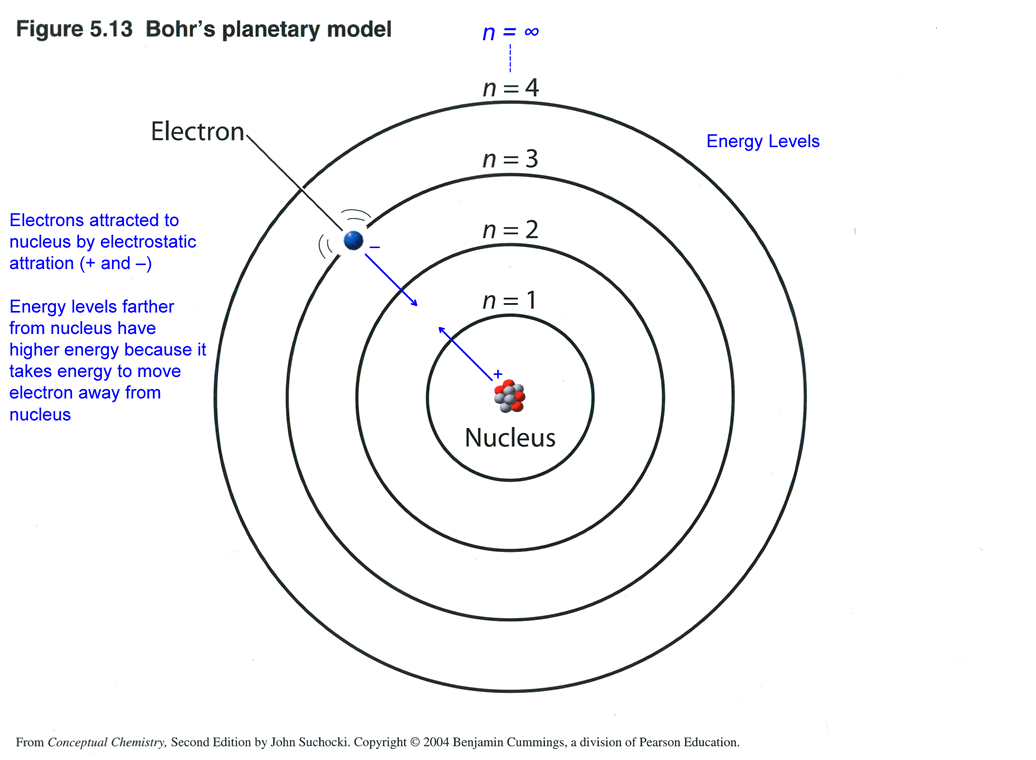 Figure 5.13 Bohr's planetary model
n = ∞
n = 4
Electron
Energy Levels
n = 3
Electrons attracted to
nucleus by electrostatic
attration (+ and –)
n = 2
–
Energy levels farther
from nucleus have
higher energy because it
takes energy to move
electron away from
nucleus
n = 1
+
Nucleus
From Conceptual Chemistry, Second Edition by John Suchocki. Copyright © 2004 Benjamin Cummings, a division of Pearson Education.